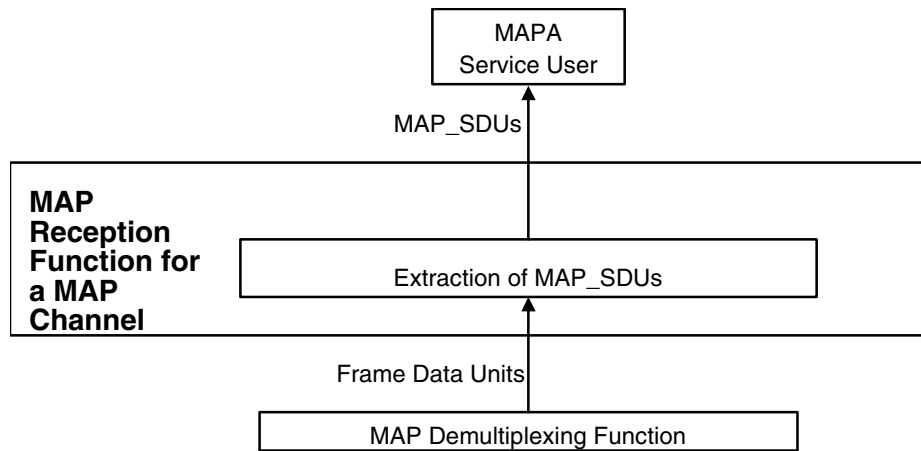 MAPA
Service User
MAP_SDUs
MAP
Reception
Function for
a MAP
Channel
Extraction of MAP_SDUs
Frame Data Units
MAP Demultiplexing Function